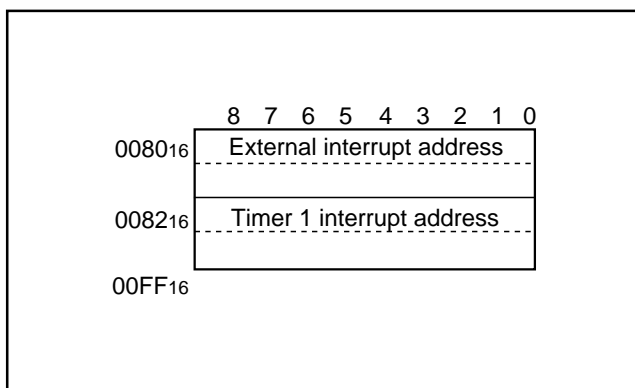 8 7 6 5 4 3 2 1 0
0080₁₆ External interrupt address
0082₁₆ Timer 1 interrupt address
00FF₁₆